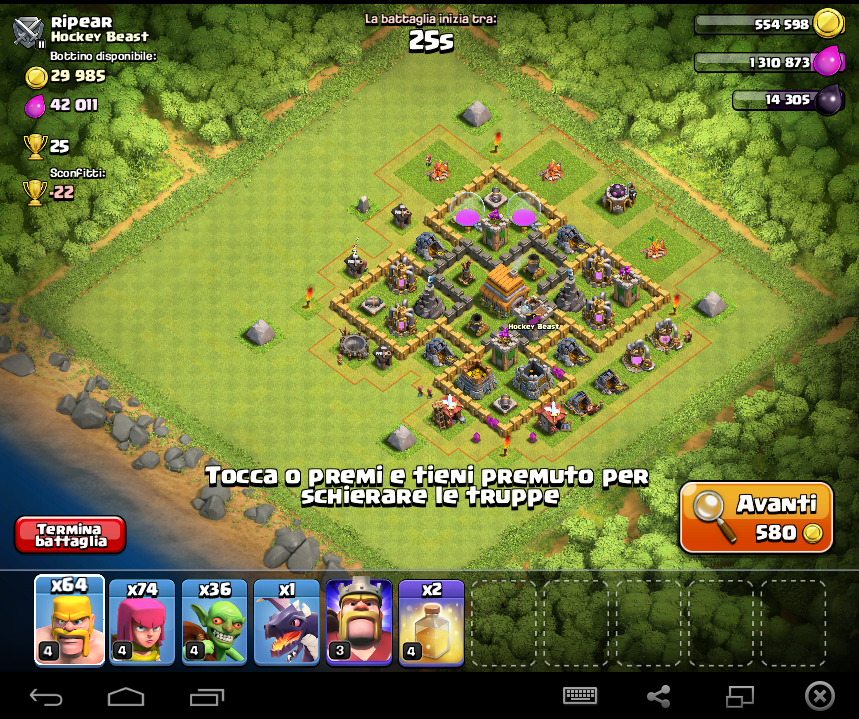 RIPEAR
Hockey Beast
Bottino disponibile:
29 985
42 011
25
Sconfitti:
-22
La battaglia inizia tra:
25s
554 598
1 310 873
14 305
Hockey Beast
Tocca o premi e tieni premuto per
schierare le truppe
Termina
battaglia
Avanti
580
x64
x74
x36
x1
x2
4
4
4
3
4